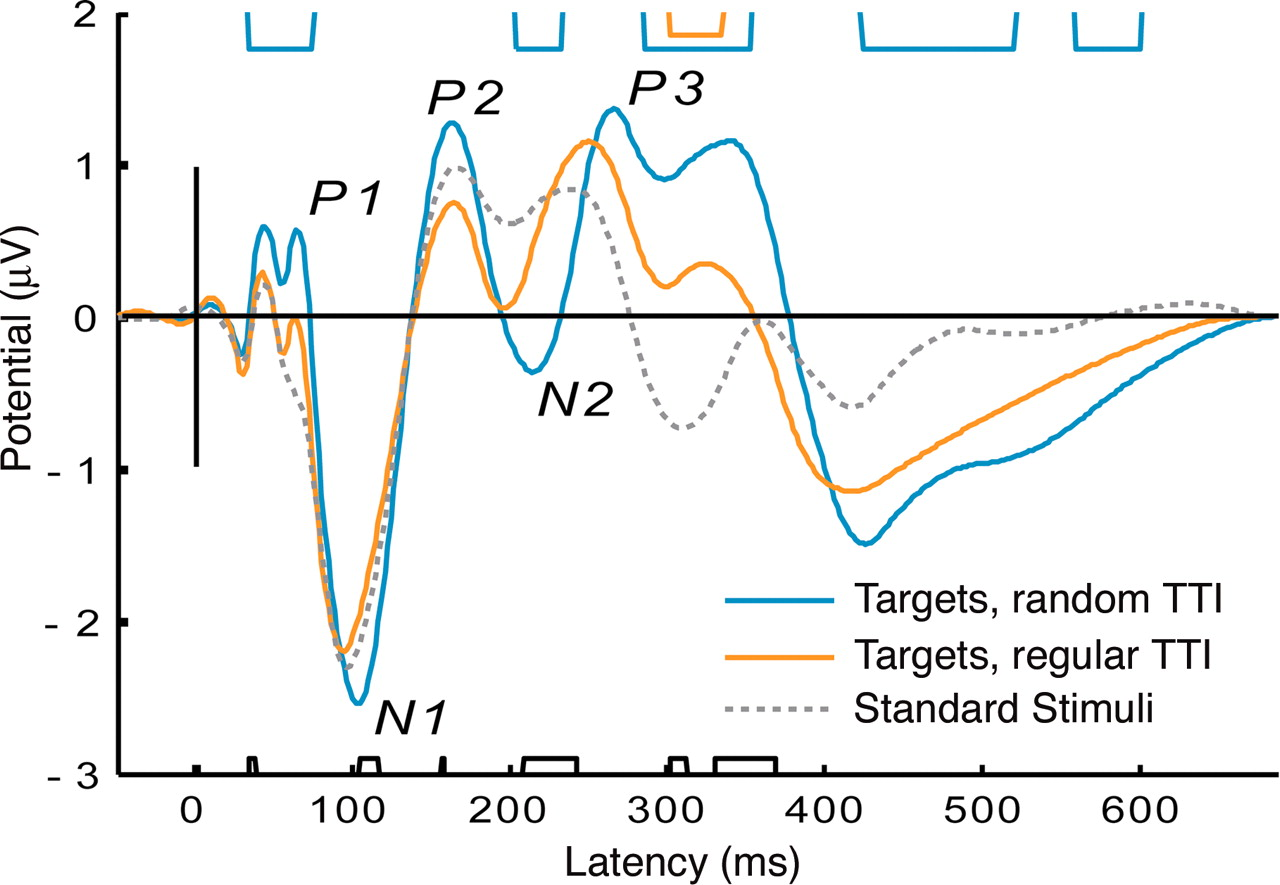 2
1
0
- 1
- 2
- 3
Potential (μV)
P1
P2
P3
N2
N1
Targets, random TTI
Targets, regular TTI
Standard Stimuli
0 100 200 300 400 500 600
Latency (ms)